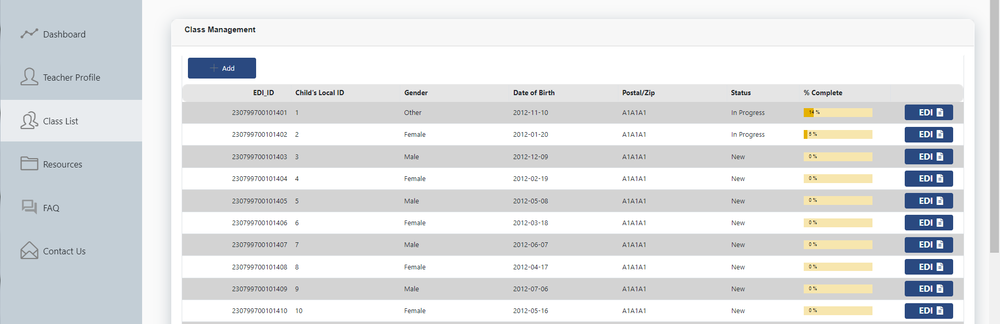 Dashboard
Teacher Profile
Class List
Resources
FAQ
Contact Us
Class Management
Add
EDI_ID Child's Local ID Gender Date of Birth Postal/Zip Status % Complete
230799700101401 1 Other 2012-11-10 A1A1A1 In Progress 14 % EDI
230799700101402 2 Female 2012-01-20 A1A1A1 In Progress 5 % EDI
230799700101403 3 Male 2012-12-09 A1A1A1 New 0 % EDI
230799700101404 4 Female 2012-02-19 A1A1A1 New 0 % EDI
230799700101405 5 Male 2012-05-08 A1A1A1 New 0 % EDI
230799700101406 6 Female 2012-03-18 A1A1A1 New 0 % EDI
230799700101407 7 Male 2012-06-07 A1A1A1 New 0 % EDI
230799700101408 8 Female 2012-04-17 A1A1A1 New 0 % EDI
230799700101409 9 Male 2012-07-06 A1A1A1 New 0 % EDI
230799700101410 10 Female 2012-05-16 A1A1A1 New 0 % EDI